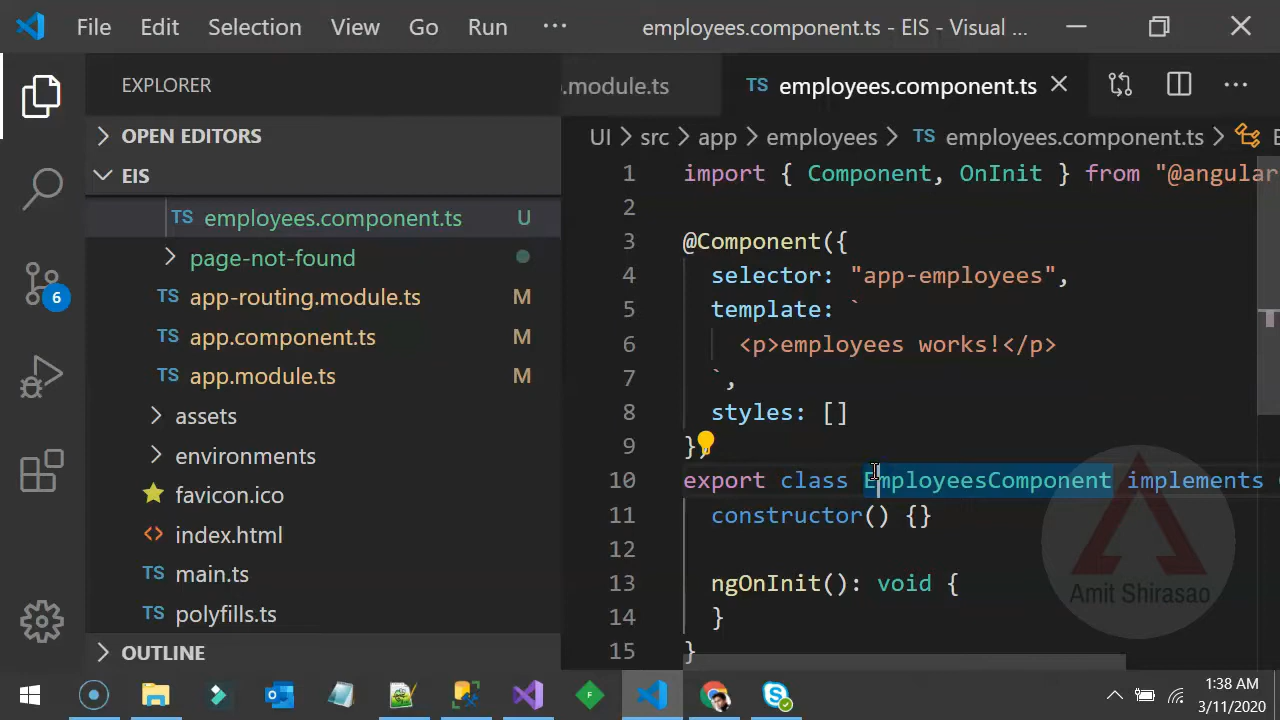 File Edit Selection View Go Run ··· employees.component.ts - EIS - Visual ...
EXPLORER
OPEN EDITORS
EIS
TS employees.component.ts U
page-not-found
TS app-routing.module.ts M
TS app.component.ts M
TS app.module.ts M
assets
environments
favicon.ico
<> index.html
TS main.ts
TS polyfills.ts
OUTLINE
6
.module.ts TS employees.component.ts
UI > src > app > employees > TS employees.component.ts > E
1 import { Component, OnInit } from "@angular
2
3 @Component({
4 selector: "app-employees",
5 template: `
6 <p>employees works!</p>
7 `,
8 styles: []
9 })
10 export class EmployeesComponent implements
11 constructor() {}
12
13 ngOnInit(): void {
14 }
15 }
Amit Shirasao
1:38 AM
3/11/2020